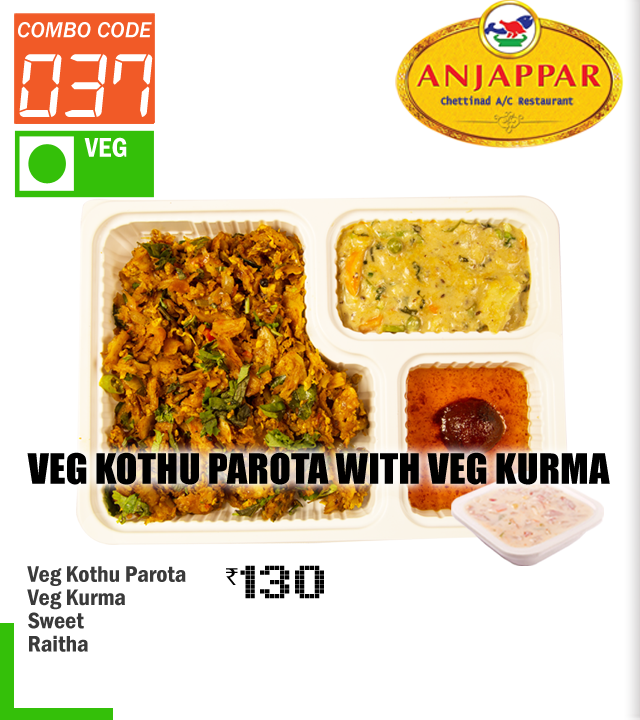 COMBO CODE
037
VEG
ANJAPPAR
Chettinad A/C Restaurant
VEG KOTHU PAROTA WITH VEG KURMA
Veg Kothu Parota
Veg Kurma
Sweet
Raitha
₹130